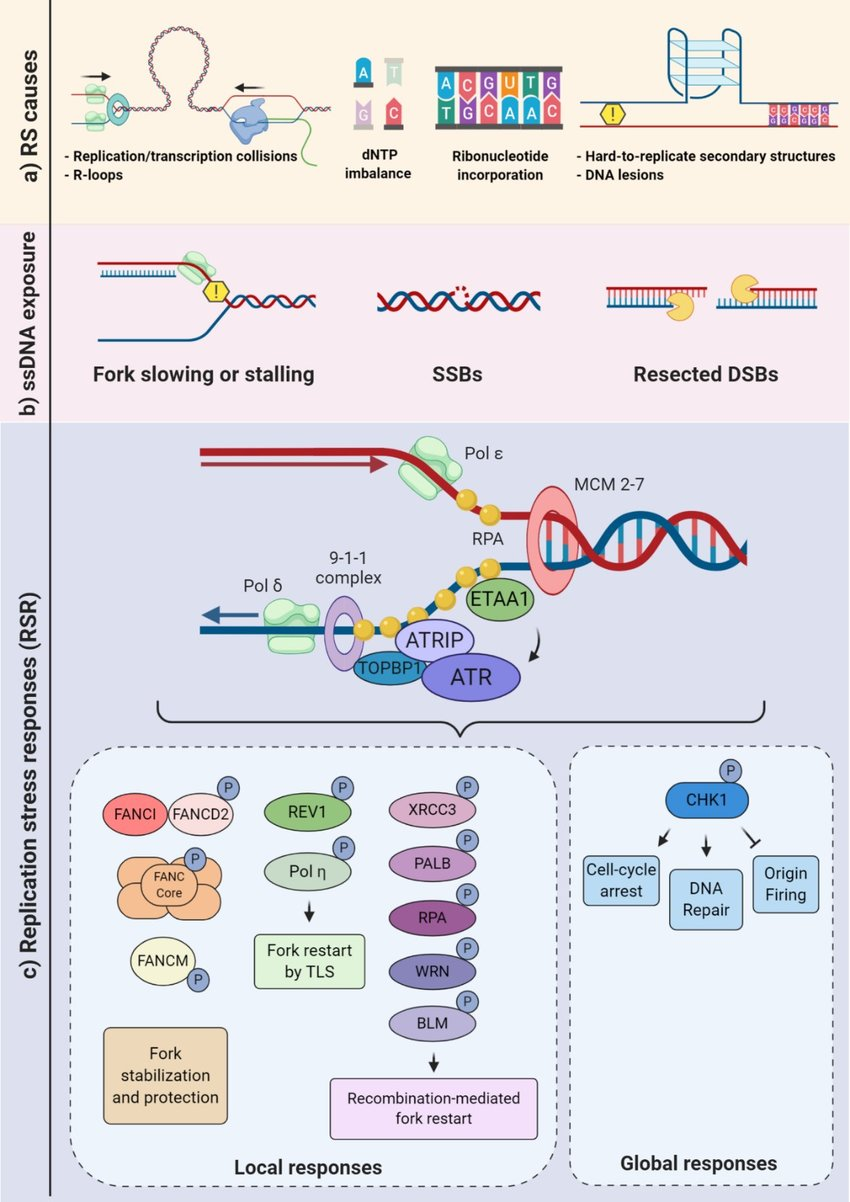 a) RS causes
A
T
G
C
A C G U T G
T G C A A C
!
C C G C C G
G G C G G C
- Replication/transcription collisions
- R-loops
dNTP
imbalance
Ribonucleotide
incorporation
- Hard-to-replicate secondary structures
- DNA lesions
b) ssDNA exposure
!
Fork slowing or stalling
SSBs
Resected DSBs
c) Replication stress responses (RSR)
Pol ε
MCM 2-7
RPA
9-1-1
complex
Pol δ
ETAA1
ATRIP
TOPBP1
ATR
P
FANCI
FANCD2
P
FANC
Core
FANCM
P
Fork
stabilization
and protection
P
REV1
P
Pol η
Fork restart
by TLS
P
XRCC3
P
PALB
P
RPA
P
WRN
P
BLM
Recombination-mediated
fork restart
Local responses
P
CHK1
Cell-cycle
arrest
DNA
Repair
Origin
Firing
Global responses